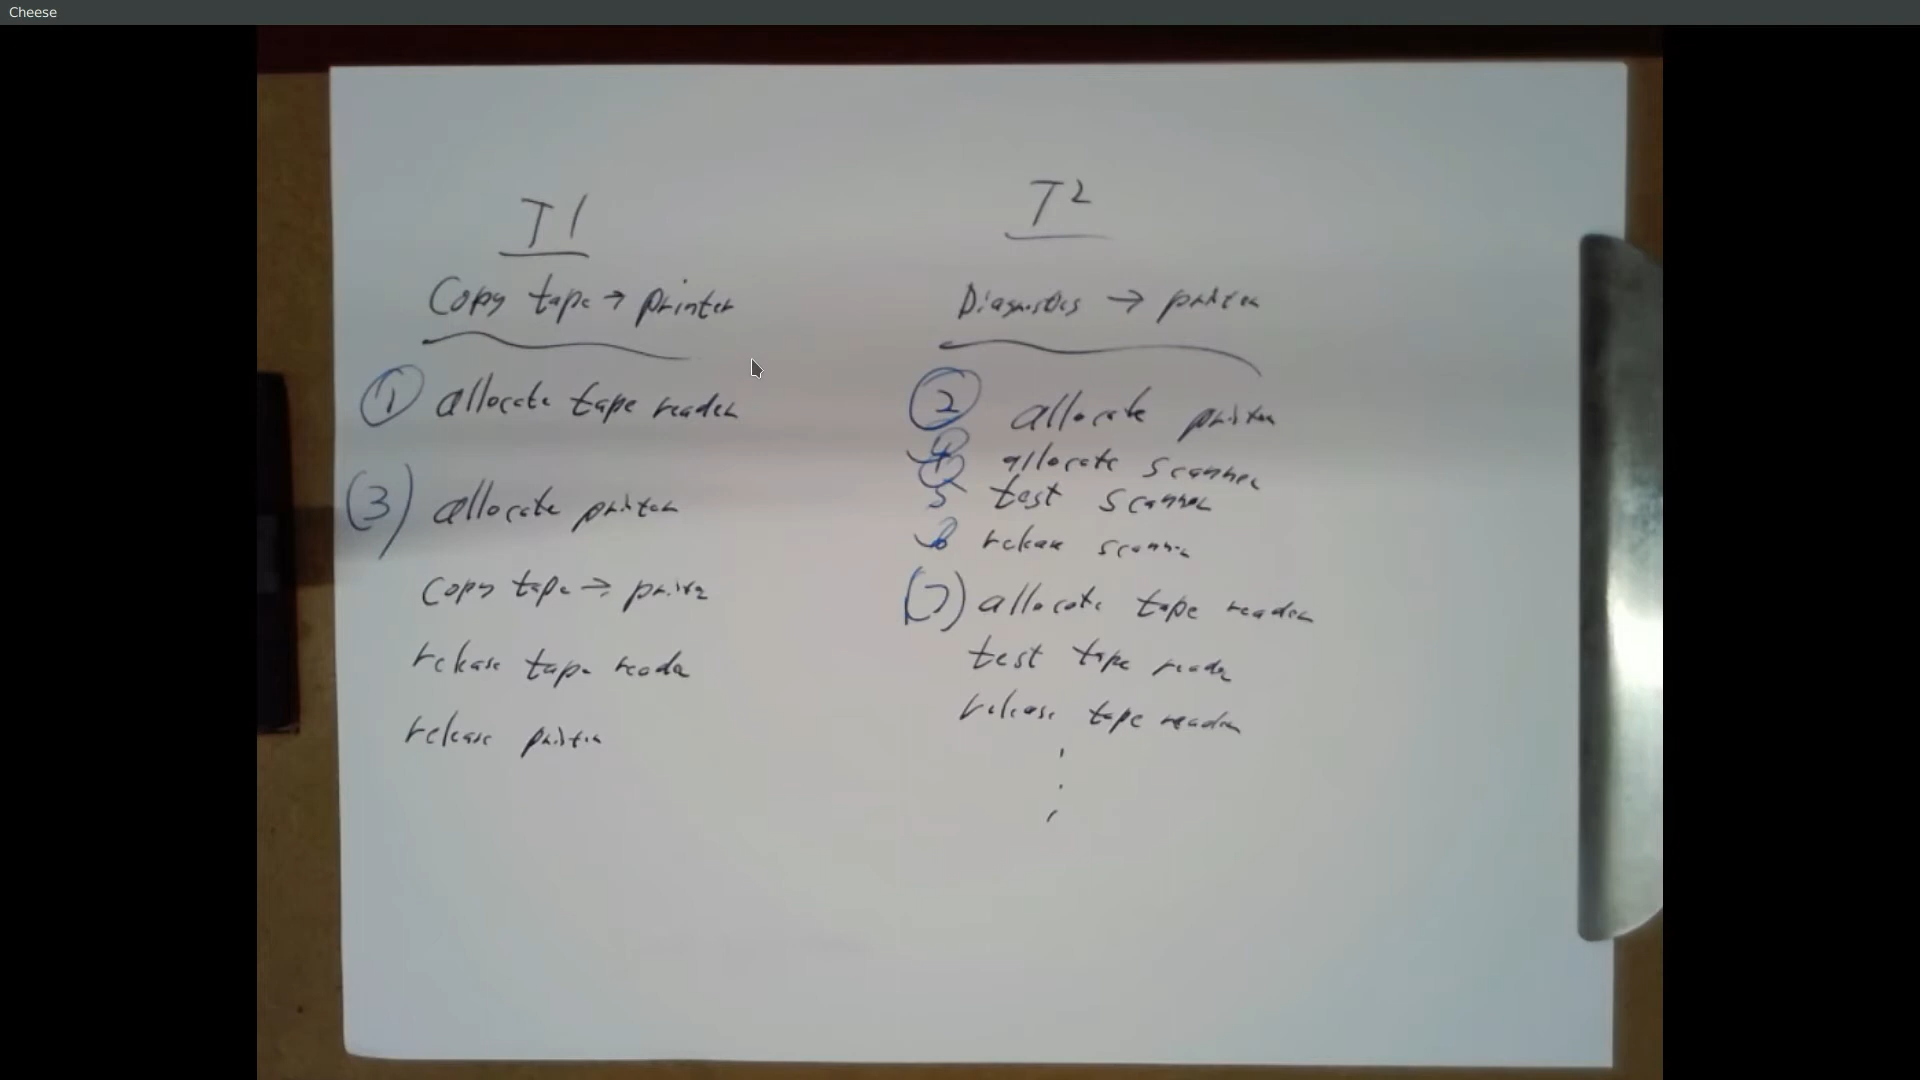 Cheese
T1
Copy tape → printer
① allocate tape reader
(3) allocate printer
copy tape → printer
release tape reader
release printer
T2
Diagnostics → printer
② allocate printer
4 allocate scanner
5 test scanner
6 release scanner
(7) allocate tape reader
test tape reader
release tape reader